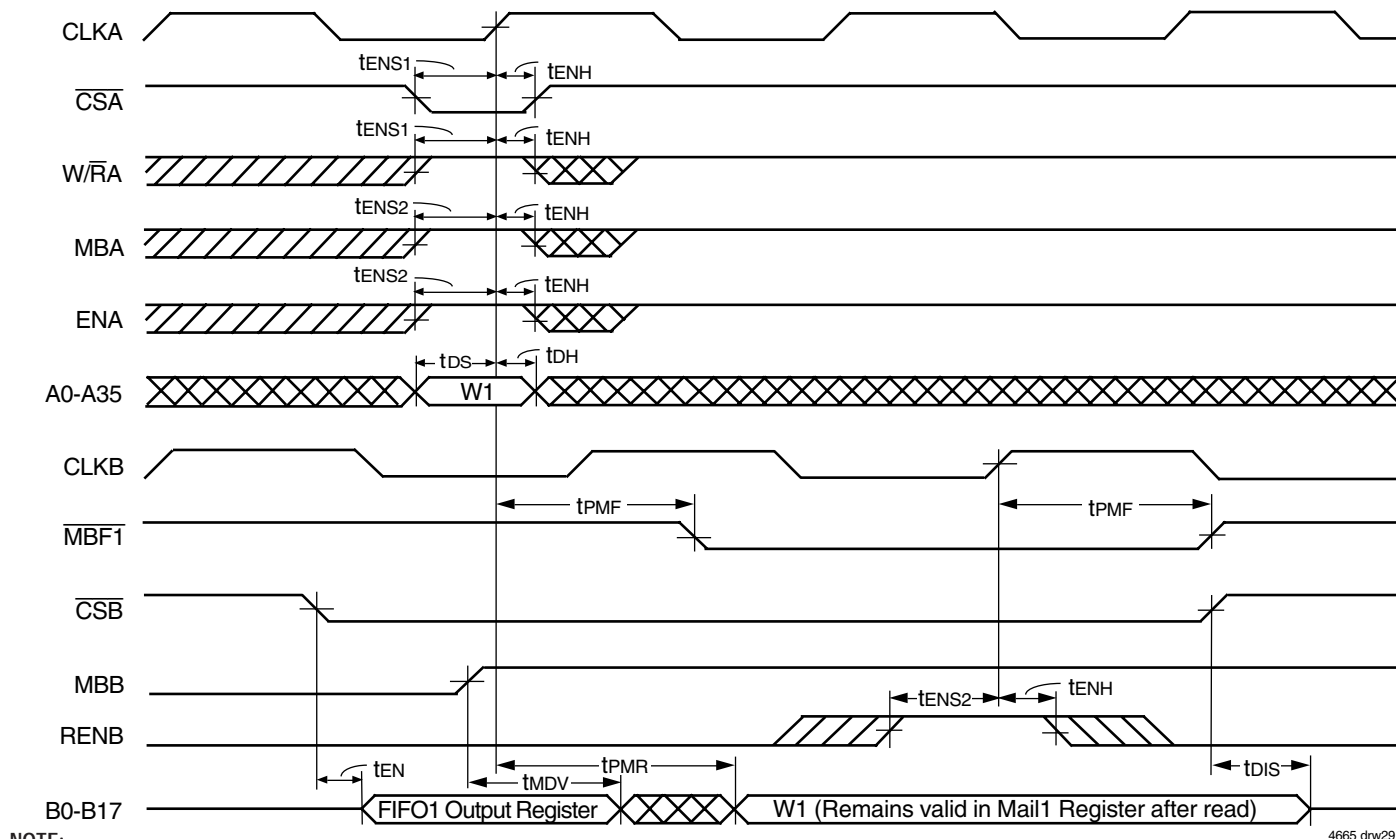 CLKA
tENS1
tENH
CSA
tENS1
tENH
W/RA
tENS2
tENH
MBA
tENS2
tENH
ENA
tDS
tDH
A0-A35
W1
CLKB
tPMF
tPMF
MBF1
CSB
MBB
tENS2
tENH
RENB
tEN
tMDV
tPMR
tDIS
B0-B17
FIFO1 Output Register
W1 (Remains valid in Mail1 Register after read)
NOTE:
4665 drw29